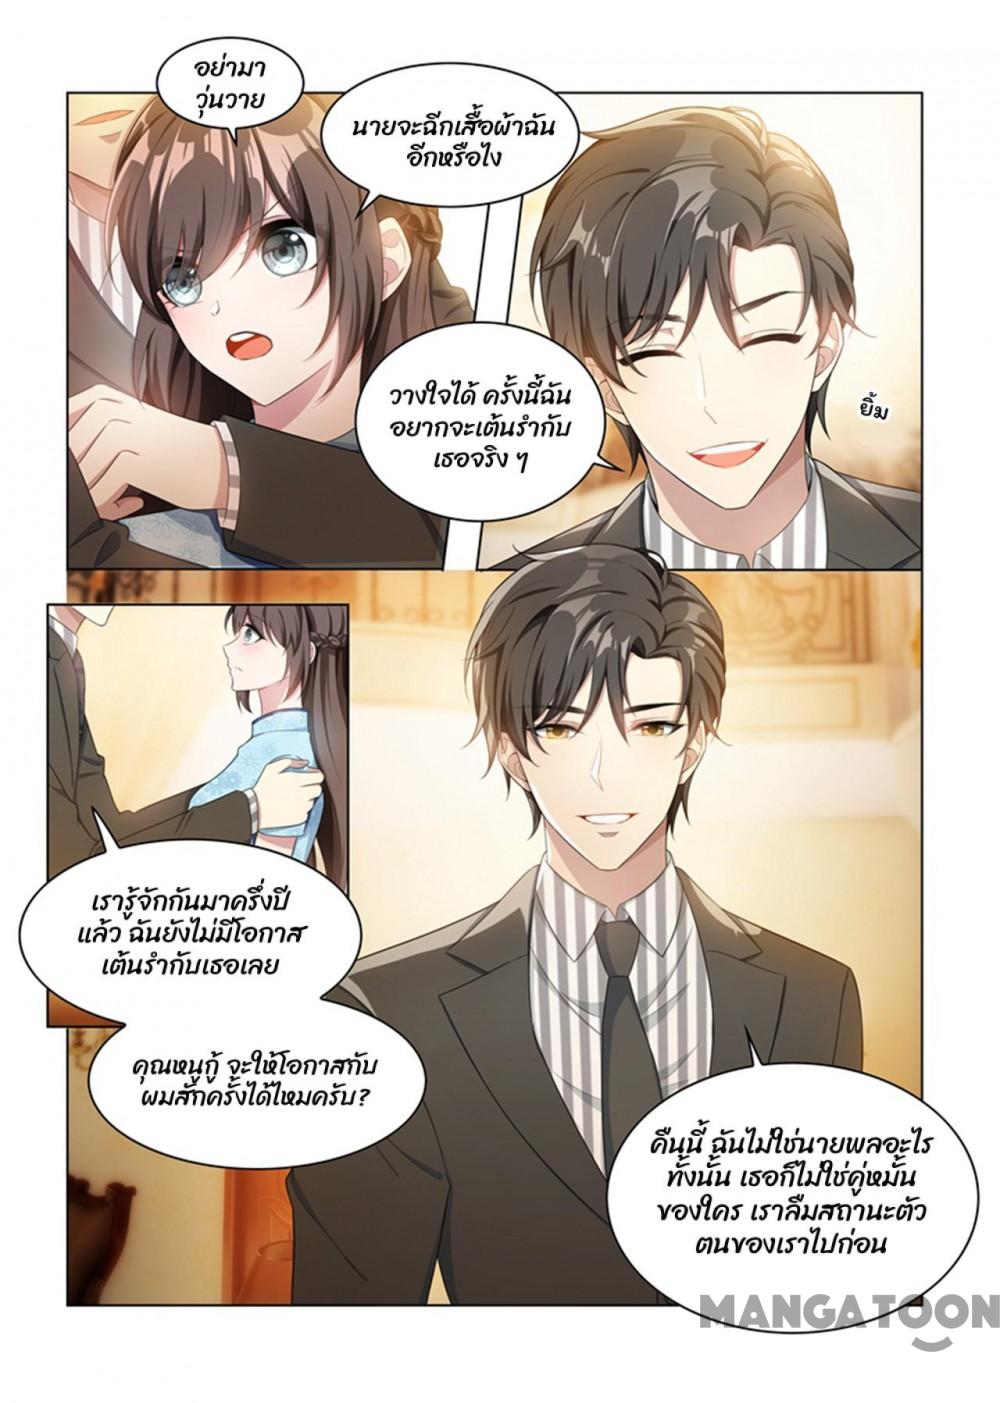 อย่ามา
วุ่นวาย
นายจะฉีกเสื้อผ้าฉัน
อีกหรือไง
วางใจได้ ครั้งนี้ฉัน
อยากจะเต้นรำกับ
เธอจริง ๆ
ยิ้ม
เรารู้จักกันมาครึ่งปี
แล้ว ฉันยังไม่มีโอกาส
เต้นรำกับเธอเลย
คุณหนูกู้ จะให้โอกาสกับ
ผมสักครั้งได้ไหมครับ?
คืนนี้ ฉันไม่ใช่นายพลอะไร
ทั้งนั้น เธอก็ไม่ใช่คู่หมั้น
ของใคร เราลืมสถานะตัว
ตนของเราไปก่อน
MANGATOON